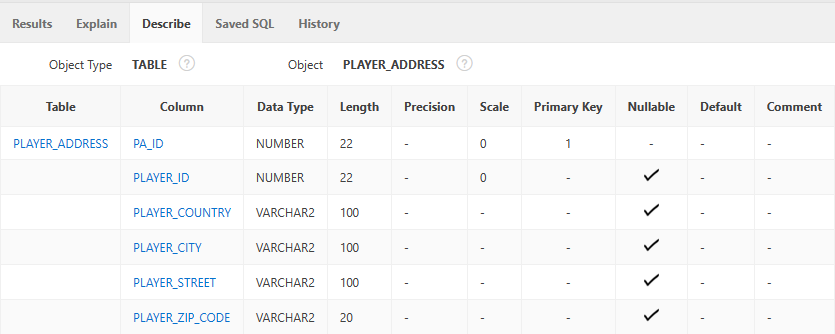 Results Explain Describe Saved SQL History
Object Type TABLE ? Object PLAYER_ADDRESS ?
Table Column Data Type Length Precision Scale Primary Key Nullable Default Comment
PLAYER_ADDRESS PA_ID NUMBER 22 - 0 1 - - -
PLAYER_ID NUMBER 22 - 0 - ✓ - -
PLAYER_COUNTRY VARCHAR2 100 - - - ✓ - -
PLAYER_CITY VARCHAR2 100 - - - ✓ - -
PLAYER_STREET VARCHAR2 100 - - - ✓ - -
PLAYER_ZIP_CODE VARCHAR2 20 - - - ✓ - -